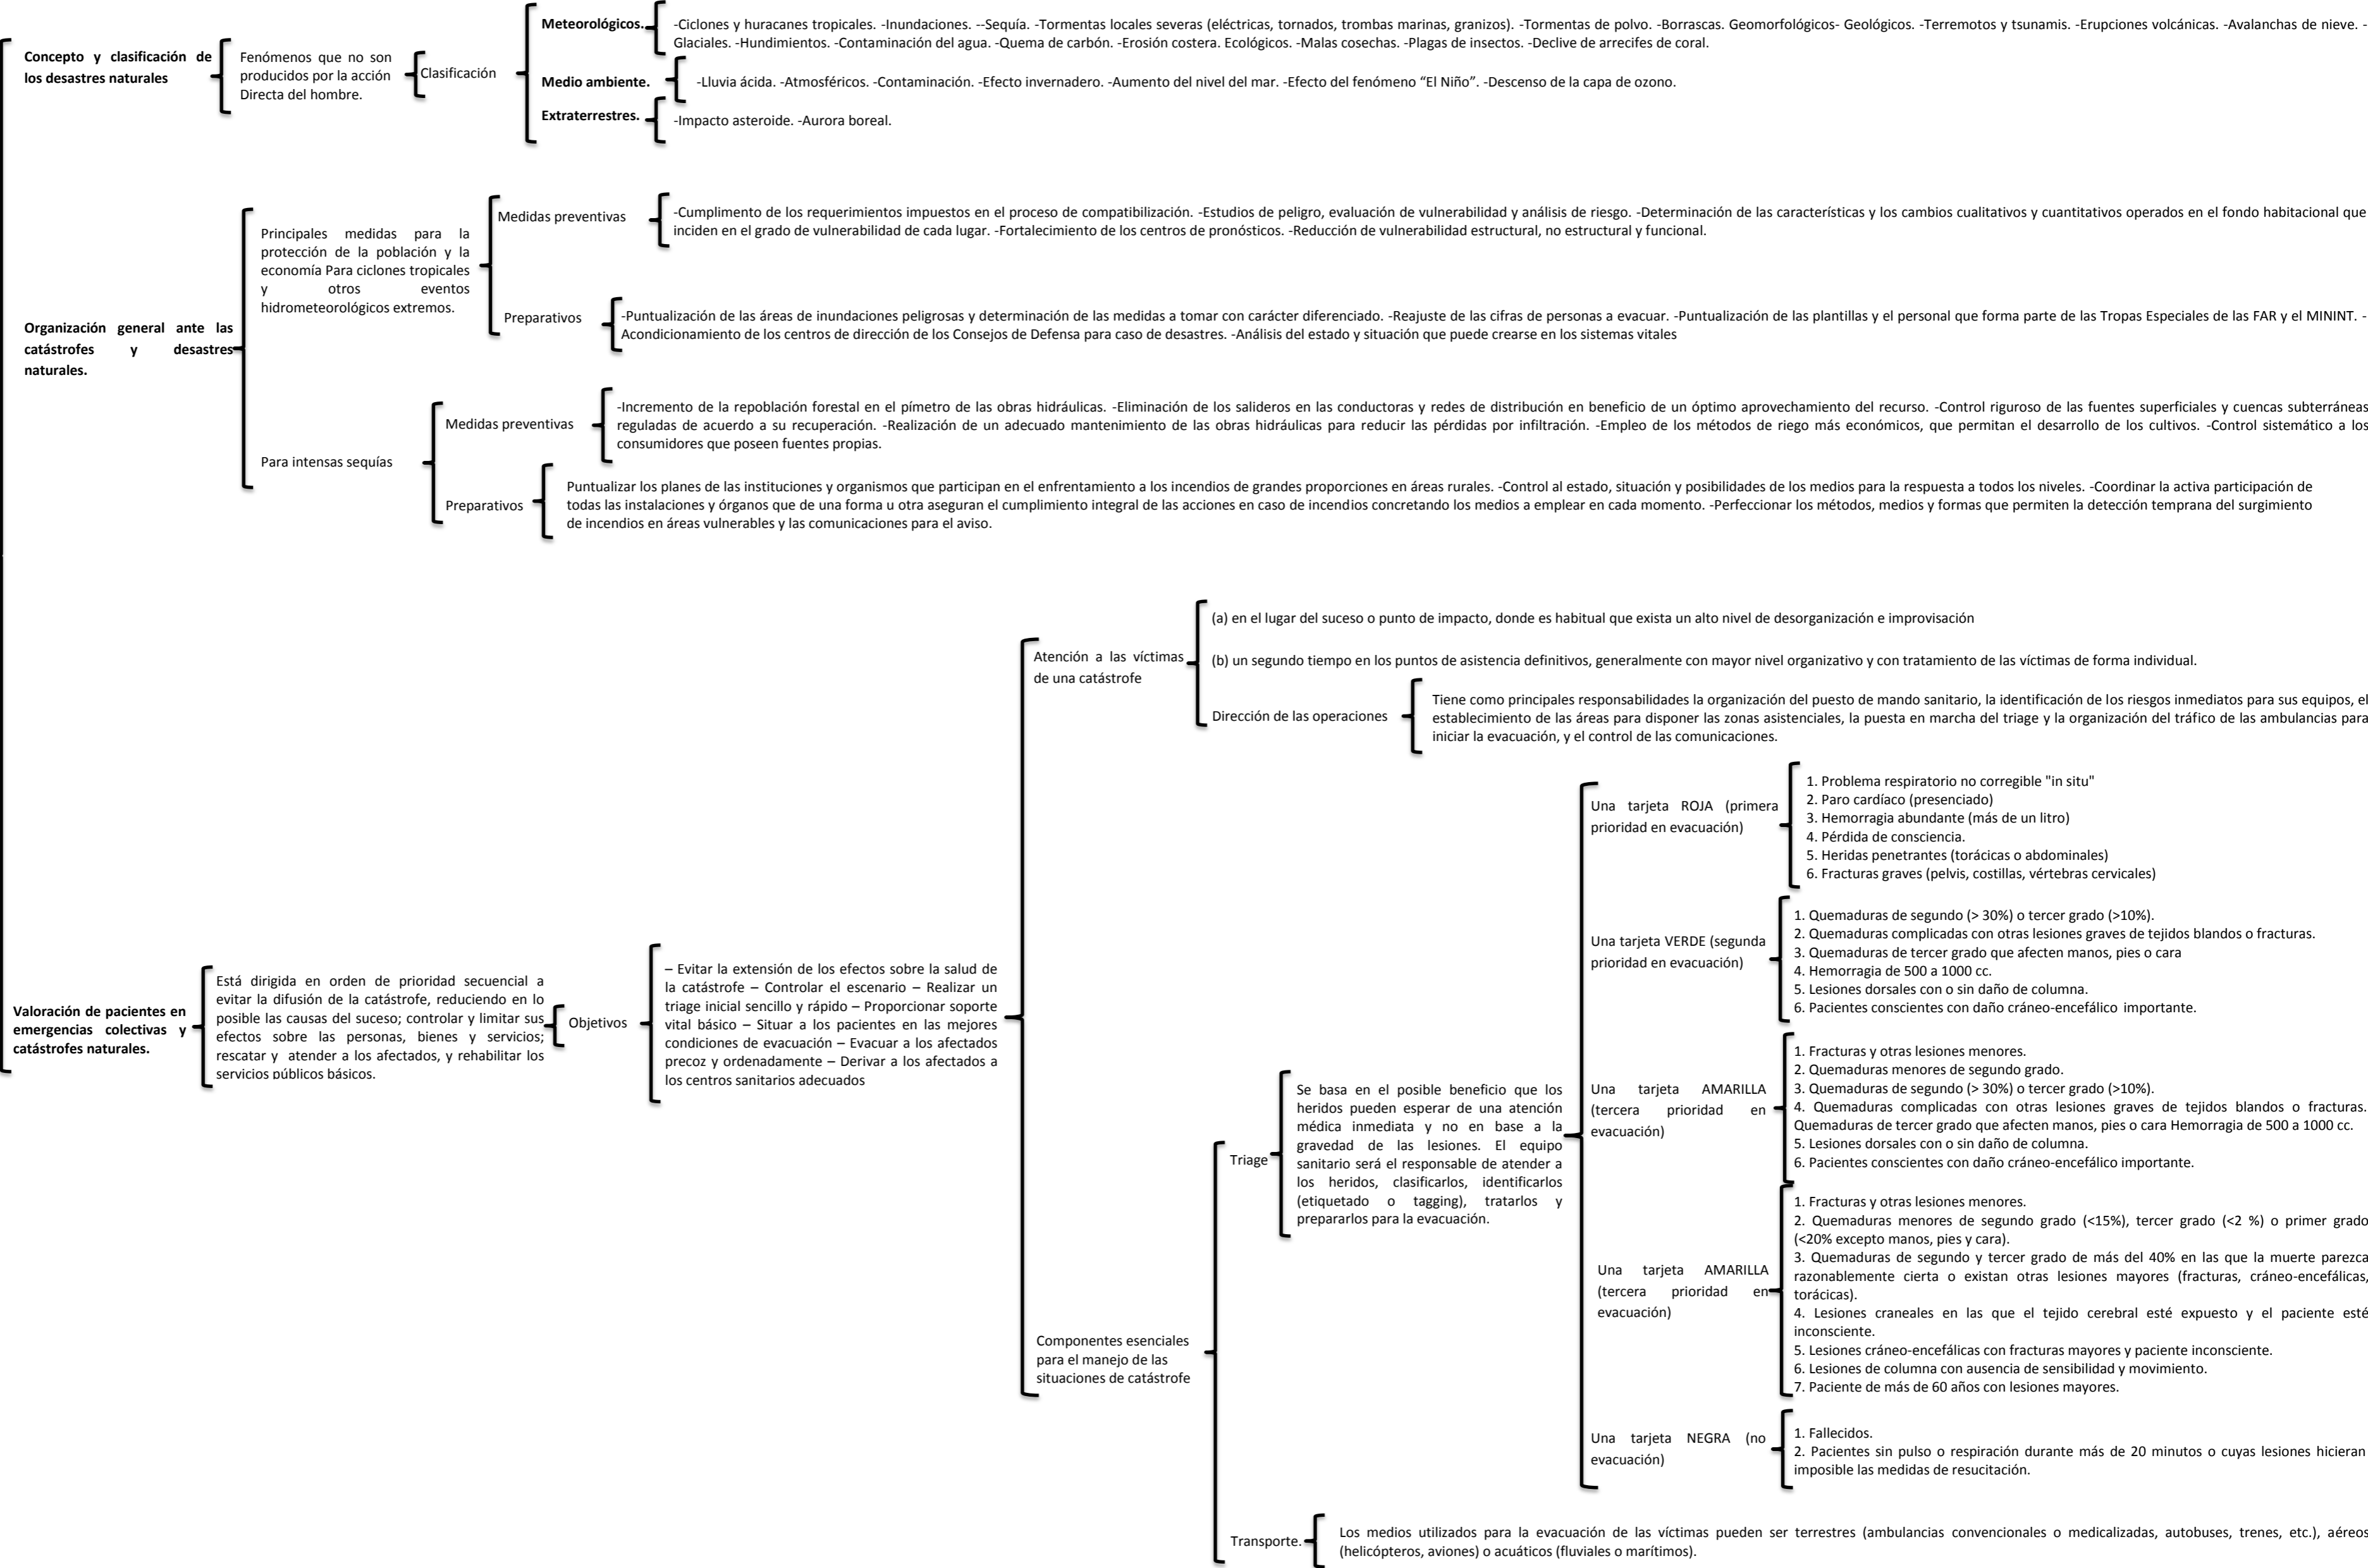 Concepto y clasificación de
los desastres naturales
Fenómenos que no son
producidos por la acción
Directa del hombre.
Clasificación
Meteorológicos.
-Ciclones y huracanes tropicales. -Inundaciones. --Sequía. -Tormentas locales severas (eléctricas, tornados, trombas marinas, granizos). -Tormentas de polvo. -Borrascas. Geomorfológicos- Geológicos. -Terremotos y tsunamis. -Erupciones volcánicas. -Avalanchas de nieve. -
Glaciales. -Hundimientos. -Contaminación del agua. -Quema de carbón. -Erosión costera. Ecológicos. -Malas cosechas. -Plagas de insectos. -Declive de arrecifes de coral.
Medio ambiente.
-Lluvia ácida. -Atmosféricos. -Contaminación. -Efecto invernadero. -Aumento del nivel del mar. -Efecto del fenómeno “El Niño”. -Descenso de la capa de ozono.
Extraterrestres.
-Impacto asteroide. -Aurora boreal.
Organización general ante las
catástrofes y desastres
naturales.
Principales medidas para la
protección de la población y la
economía Para ciclones tropicales
y otros eventos
hidrometeorológicos extremos.
Medidas preventivas
-Cumplimento de los requerimientos impuestos en el proceso de compatibilización. -Estudios de peligro, evaluación de vulnerabilidad y análisis de riesgo. -Determinación de las características y los cambios cualitativos y cuantitativos operados en el fondo habitacional que
inciden en el grado de vulnerabilidad de cada lugar. -Fortalecimiento de los centros de pronósticos. -Reducción de vulnerabilidad estructural, no estructural y funcional.
Preparativos
-Puntualización de las áreas de inundaciones peligrosas y determinación de las medidas a tomar con carácter diferenciado. -Reajuste de las cifras de personas a evacuar. -Puntualización de las plantillas y el personal que forma parte de las Tropas Especiales de las FAR y el MININT. -
Acondicionamiento de los centros de dirección de los Consejos de Defensa para caso de desastres. -Análisis del estado y situación que puede crearse en los sistemas vitales
Para intensas sequías
Medidas preventivas
-Incremento de la repoblación forestal en el pímetro de las obras hidráulicas. -Eliminación de los salideros en las conductoras y redes de distribución en beneficio de un óptimo aprovechamiento del recurso. -Control riguroso de las fuentes superficiales y cuencas subterráneas
reguladas de acuerdo a su recuperación. -Realización de un adecuado mantenimiento de las obras hidráulicas para reducir las pérdidas por infiltración. -Empleo de los métodos de riego más económicos, que permitan el desarrollo de los cultivos. -Control sistemático a los
consumidores que poseen fuentes propias.
Preparativos
Puntualizar los planes de las instituciones y organismos que participan en el enfrentamiento a los incendios de grandes proporciones en áreas rurales. -Control al estado, situación y posibilidades de los medios para la respuesta a todos los niveles. -Coordinar la activa participación de
todas las instalaciones y órganos que de una forma u otra aseguran el cumplimiento integral de las acciones en caso de incendios concretando los medios a emplear en cada momento. -Perfeccionar los métodos, medios y formas que permiten la detección temprana del surgimiento
de incendios en áreas vulnerables y las comunicaciones para el aviso.
Valoración de pacientes en
emergencias colectivas y
catástrofes naturales.
Está dirigida en orden de prioridad secuencial a
evitar la difusión de la catástrofe, reduciendo en lo
posible las causas del suceso; controlar y limitar sus
efectos sobre las personas, bienes y servicios;
rescatar y atender a los afectados, y rehabilitar los
servicios públicos básicos.
Objetivos
– Evitar la extensión de los efectos sobre la salud de
la catástrofe – Controlar el escenario – Realizar un
triage inicial sencillo y rápido – Proporcionar soporte
vital básico – Situar a los pacientes en las mejores
condiciones de evacuación – Evacuar a los afectados
precoz y ordenadamente – Derivar a los afectados a
los centros sanitarios adecuados
Atención a las víctimas
de una catástrofe
(a) en el lugar del suceso o punto de impacto, donde es habitual que exista un alto nivel de desorganización e improvisación
(b) un segundo tiempo en los puntos de asistencia definitivos, generalmente con mayor nivel organizativo y con tratamiento de las víctimas de forma individual.
Dirección de las operaciones
Tiene como principales responsabilidades la organización del puesto de mando sanitario, la identificación de los riesgos inmediatos para sus equipos, el
establecimiento de las áreas para disponer las zonas asistenciales, la puesta en marcha del triage y la organización del tráfico de las ambulancias para
iniciar la evacuación, y el control de las comunicaciones.
Componentes esenciales
para el manejo de las
situaciones de catástrofe
Triage
Se basa en el posible beneficio que los
heridos pueden esperar de una atención
médica inmediata y no en base a la
gravedad de las lesiones. El equipo
sanitario será el responsable de atender a
los heridos, clasificarlos, identificarlos
(etiquetado o tagging), tratarlos y
prepararlos para la evacuación.
Una tarjeta ROJA (primera
prioridad en evacuación)
1. Problema respiratorio no corregible "in situ"
2. Paro cardíaco (presenciado)
3. Hemorragia abundante (más de un litro)
4. Pérdida de consciencia.
5. Heridas penetrantes (torácicas o abdominales)
6. Fracturas graves (pelvis, costillas, vértebras cervicales)
Una tarjeta VERDE (segunda
prioridad en evacuación)
1. Quemaduras de segundo (> 30%) o tercer grado (>10%).
2. Quemaduras complicadas con otras lesiones graves de tejidos blandos o fracturas.
3. Quemaduras de tercer grado que afecten manos, pies o cara
4. Hemorragia de 500 a 1000 cc.
5. Lesiones dorsales con o sin daño de columna.
6. Pacientes conscientes con daño cráneo-encefálico importante.
Una tarjeta AMARILLA
(tercera prioridad en
evacuación)
1. Fracturas y otras lesiones menores.
2. Quemaduras menores de segundo grado.
3. Quemaduras de segundo (> 30%) o tercer grado (>10%).
4. Quemaduras complicadas con otras lesiones graves de tejidos blandos o fracturas.
Quemaduras de tercer grado que afecten manos, pies o cara Hemorragia de 500 a 1000 cc.
5. Lesiones dorsales con o sin daño de columna.
6. Pacientes conscientes con daño cráneo-encefálico importante.
Una tarjeta AMARILLA
(tercera prioridad en
evacuación)
1. Fracturas y otras lesiones menores.
2. Quemaduras menores de segundo grado (<15%), tercer grado (<2 %) o primer grado
(<20% excepto manos, pies y cara).
3. Quemaduras de segundo y tercer grado de más del 40% en las que la muerte parezca
razonablemente cierta o existan otras lesiones mayores (fracturas, cráneo-encefálicas,
torácicas).
4. Lesiones craneales en las que el tejido cerebral esté expuesto y el paciente esté
inconsciente.
5. Lesiones cráneo-encefálicas con fracturas mayores y paciente inconsciente.
6. Lesiones de columna con ausencia de sensibilidad y movimiento.
7. Paciente de más de 60 años con lesiones mayores.
Una tarjeta NEGRA (no
evacuación)
1. Fallecidos.
2. Pacientes sin pulso o respiración durante más de 20 minutos o cuyas lesiones hicieran
imposible las medidas de resucitación.
Transporte.
Los medios utilizados para la evacuación de las víctimas pueden ser terrestres (ambulancias convencionales o medicalizadas, autobuses, trenes, etc.), aéreos
(helicópteros, aviones) o acuáticos (fluviales o marítimos).